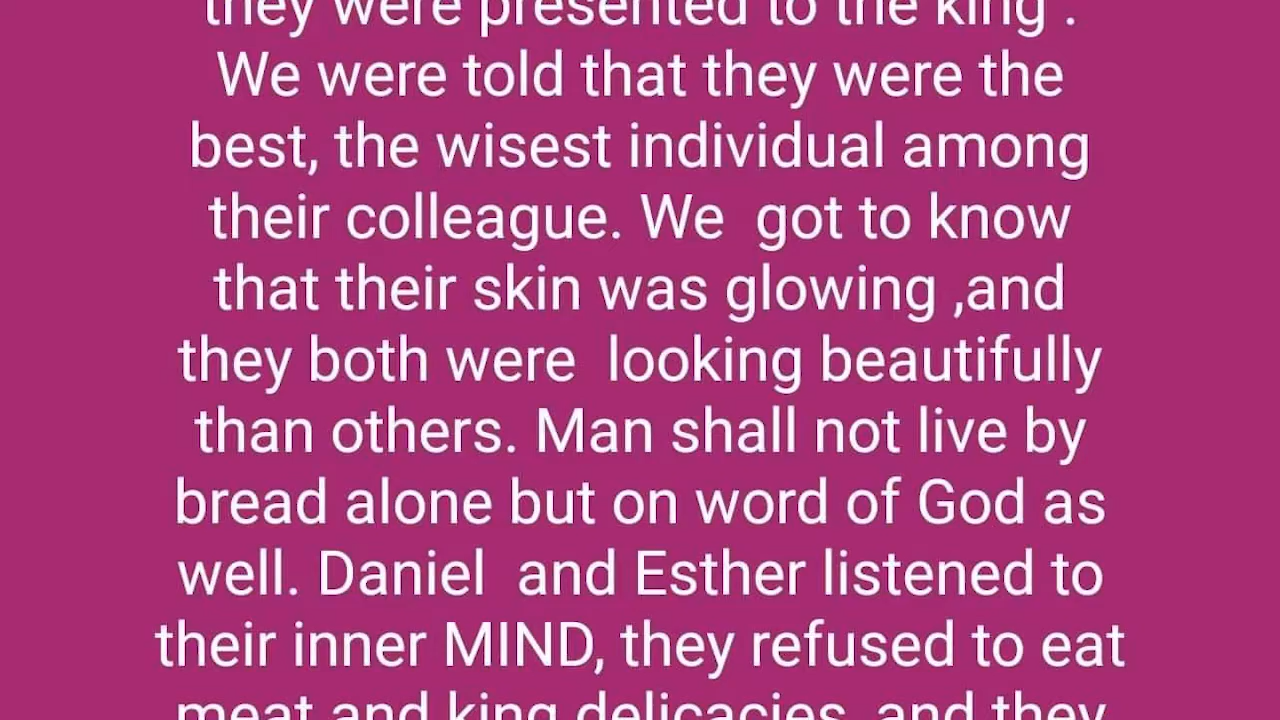 they were presented to the king .
We were told that they were the
best, the wisest individual among
their colleague. We  got to know
that their skin was glowing ,and
they both were  looking beautifully
than others. Man shall not live by
bread alone but on word of God as
well. Daniel  and Esther listened to
their inner MIND, they refused to eat
meat and king delicacies, and they